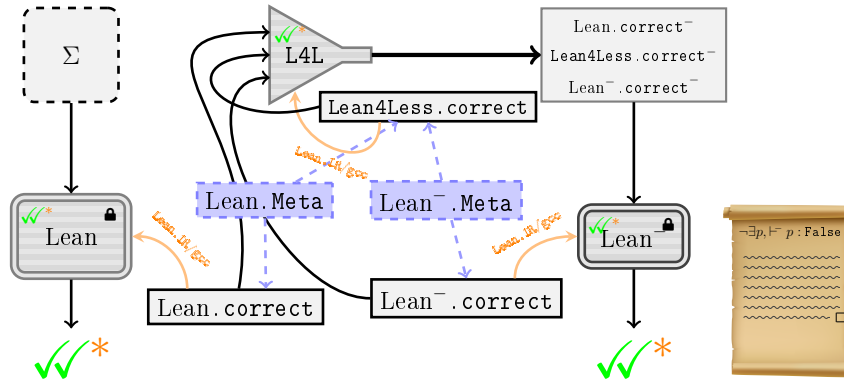 Σ
L4L
*
Lean.correct⁻
Lean4Less.correct⁻
Lean⁻.correct⁻
Lean4Less.correct
Lean.IR/gcc
Lean.Meta
Lean⁻.Meta
*
Lean
Lean.IR/gcc
Lean.IR/gcc
*
Lean⁻
¬∃p,⊢⁻ p : False
Lean.correct
Lean⁻.correct
*
*